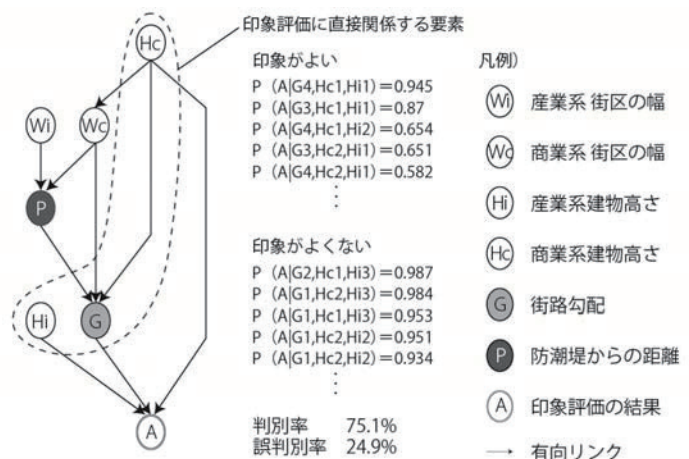 印象評価に直接関係する要素
印象がよい
P（A|G4,Hc1,Hi1）＝0.945
P（A|G3,Hc1,Hi1）＝0.87
P（A|G4,Hc1,Hi2）＝0.654
P（A|G3,Hc2,Hi1）＝0.651
P（A|G4,Hc2,Hi1）＝0.582
⋮
印象がよくない
P（A|G2,Hc1,Hi3）＝0.987
P（A|G1,Hc2,Hi3）＝0.984
P（A|G1,Hc1,Hi3）＝0.953
P（A|G1,Hc2,Hi2）＝0.951
P（A|G1,Hc2,Hi2）＝0.934
⋮
判別率 75.1%
誤判別率 24.9%
Hc
Wi
Wc
P
Hi
G
A
凡例）
Wi 産業系 街区の幅
Wc 商業系 街区の幅
Hi 産業系建物高さ
Hc 商業系建物高さ
G 街路勾配
P 防潮堤からの距離
A 印象評価の結果
→ 有向リンク